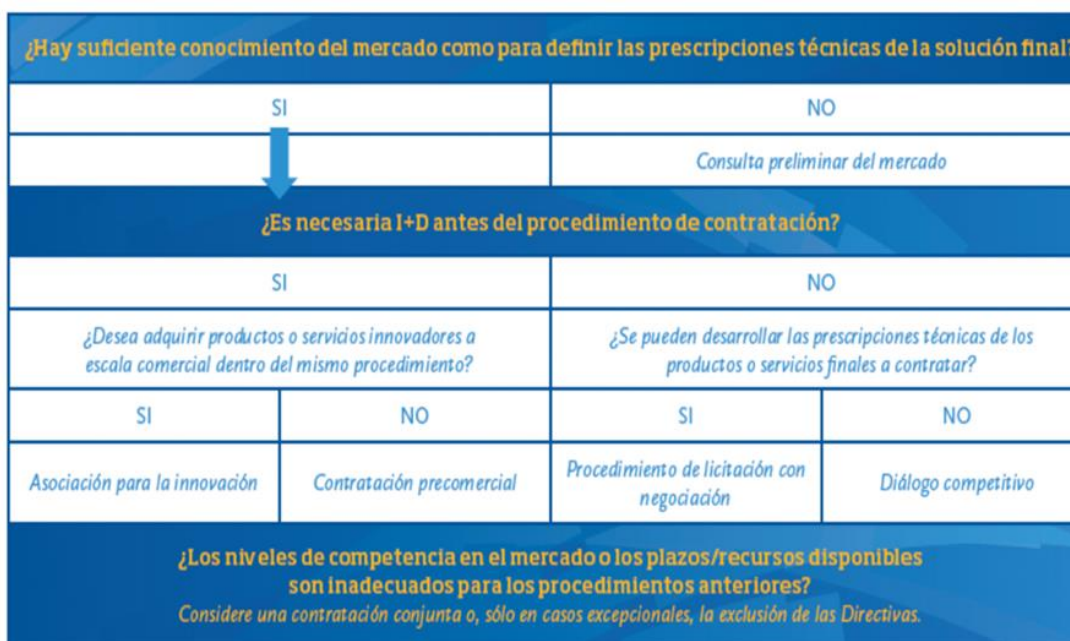 ¿Hay suficiente conocimiento del mercado como para definir las prescripciones técnicas de la solución final?
SI
NO
Consulta preliminar del mercado
¿Es necesaria I+D antes del procedimiento de contratación?
SI
NO
¿Desea adquirir productos o servicios innovadores a
escala comercial dentro del mismo procedimiento?
¿Se pueden desarrollar las prescripciones técnicas de los
productos o servicios finales a contratar?
SI
NO
SI
NO
Asociación para la innovación
Contratación precomercial
Procedimiento de licitación con
negociación
Diálogo competitivo
¿Los niveles de competencia en el mercado o los plazos/recursos disponibles
son inadecuados para los procedimientos anteriores?
Considere una contratación conjunta o, sólo en casos excepcionales, la exclusión de las Directivas.